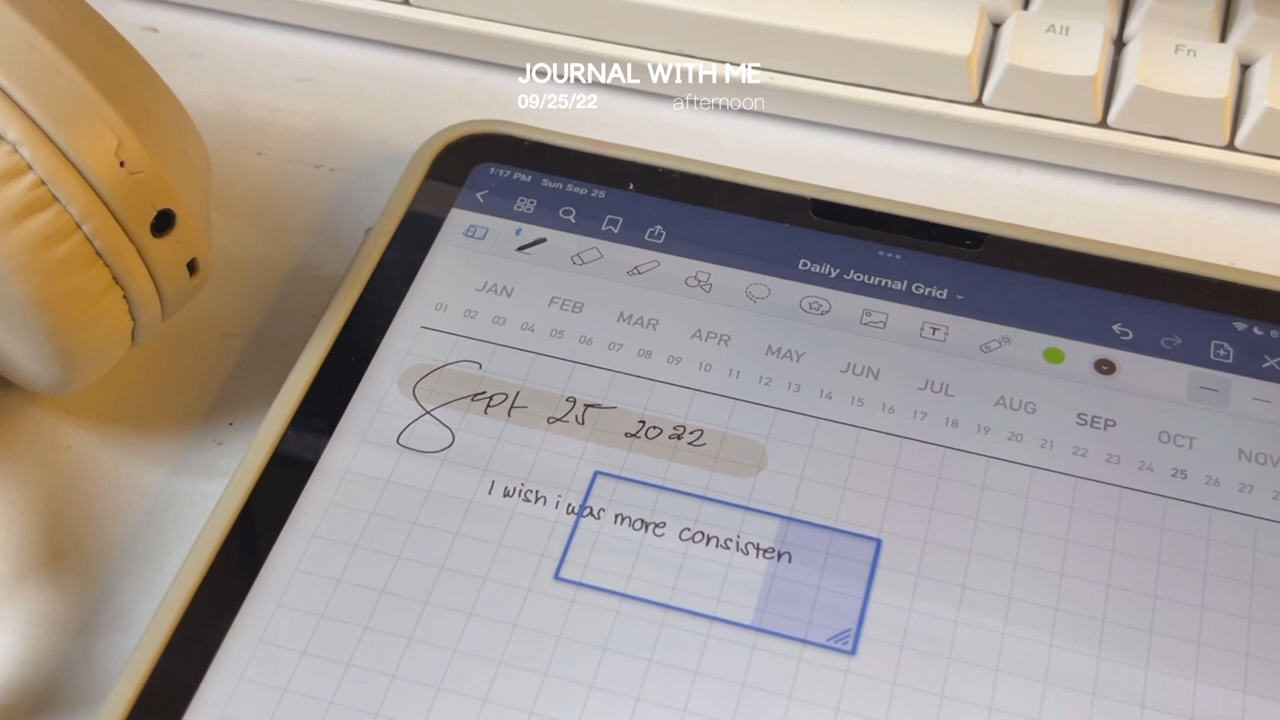 Alt
Fn
JOURNAL WITH ME
09/25/22 afternoon
1:17 PM Sun Sep 25
Daily Journal Grid
T
JAN FEB MAR APR MAY JUN JUL AUG SEP OCT NOV
01 02 03 04 05 06 07 08 09 10 11 12 13 14 15 16 17 18 19 20 21 22 23 24 25 26 27
Sept 25 2022
I wish i was more consisten